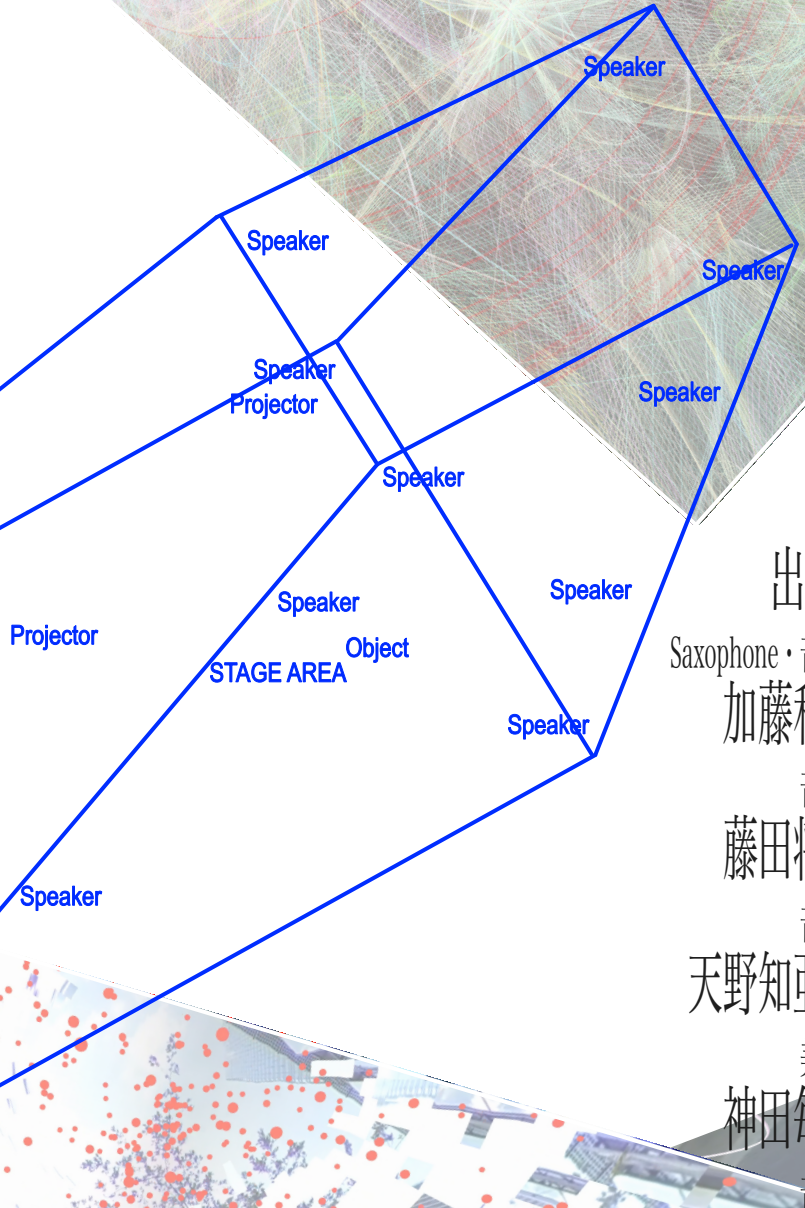 Speaker
Speaker
Speaker
Speaker
Projector
Speaker
Speaker
Speaker
Speaker
Projector
Object
STAGE AREA
Speaker
Speaker
出
Saxophone・
加藤
藤田
天野知
神田